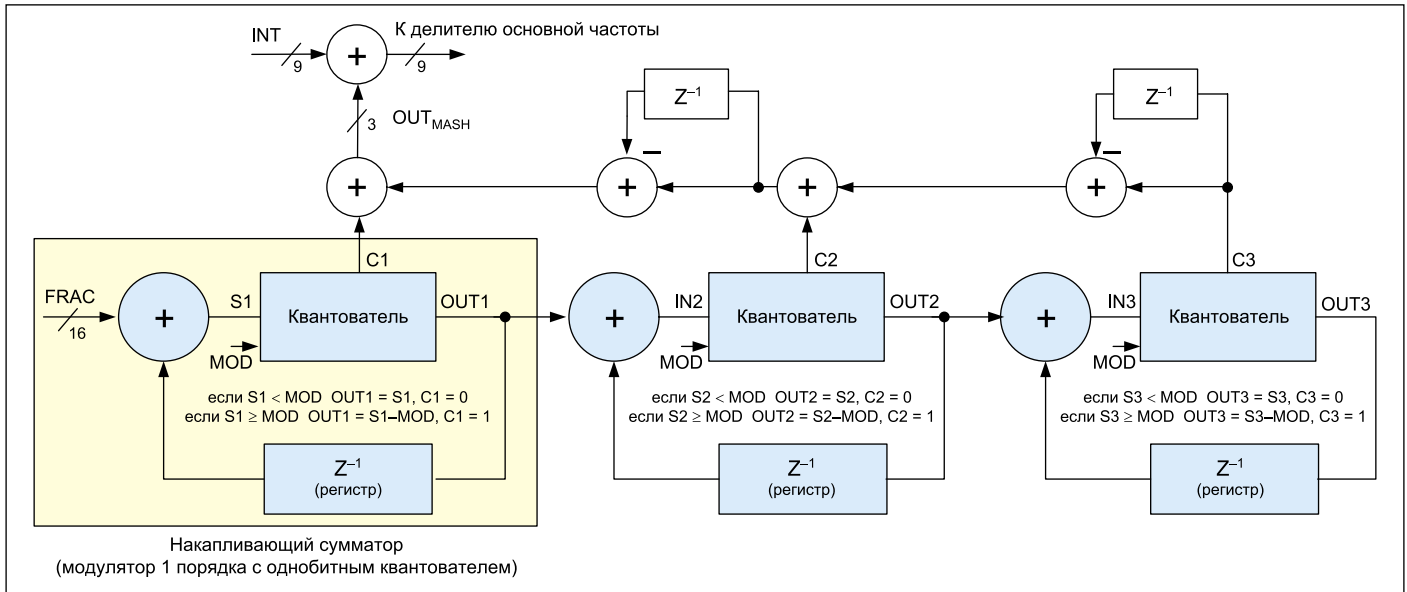 INT
9
К делителю основной частоты
9
3
OUTMASH
Z–1
–
Z–1
–
+
+
+
+
+
C1
C2
C3
FRAC
16
+
S1
Квантователь
OUT1
MOD
+
IN2
Квантователь
OUT2
MOD
+
IN3
Квантователь
OUT3
MOD
если S1 < MOD OUT1 = S1, C1 = 0
если S1 ≥ MOD OUT1 = S1–MOD, C1 = 1
если S2 < MOD OUT2 = S2, C2 = 0
если S2 ≥ MOD OUT2 = S2–MOD, C2 = 1
если S3 < MOD OUT3 = S3, C3 = 0
если S3 ≥ MOD OUT3 = S3–MOD, C3 = 1
Z–1
(регистр)
Z–1
(регистр)
Z–1
(регистр)
Накапливающий сумматор
(модулятор 1 порядка с однобитным квантователем)